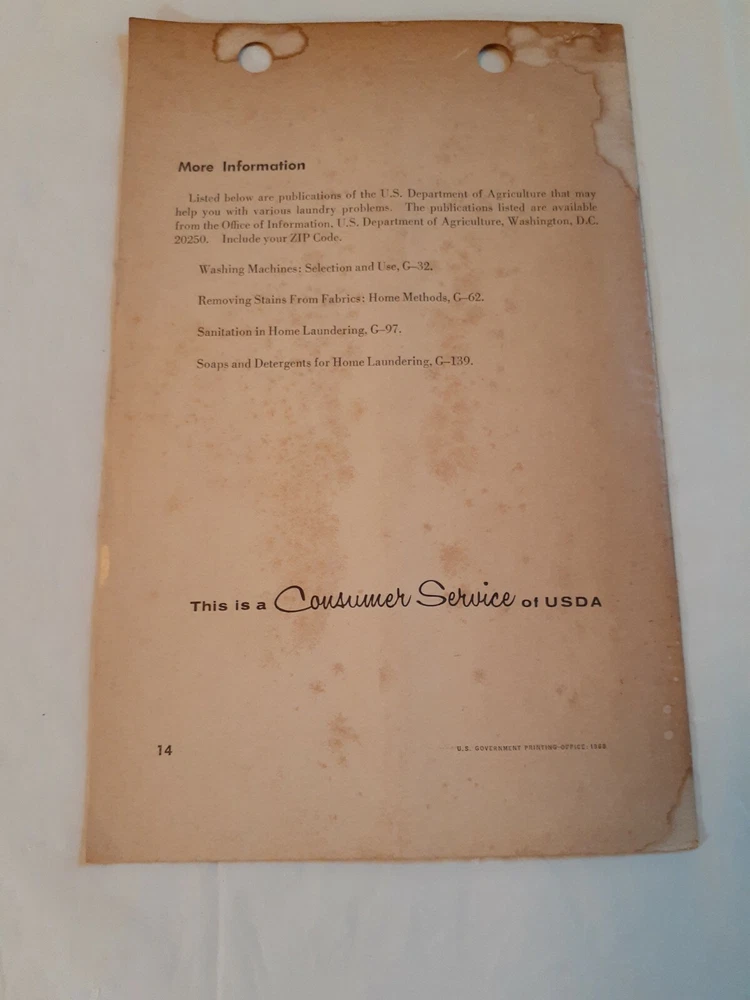 More Information
Listed below are publications of the U.S. Department of Agriculture that may
help you with various laundry problems. The publications listed are available
from the Office of Information, U.S. Department of Agriculture, Washington, D.C.
20250. Include your ZIP Code.
Washing Machines: Selection and Use, G–32.
Removing Stains From Fabrics: Home Methods, G–62.
Sanitation in Home Laundering, G–97.
Soaps and Detergents for Home Laundering, G–139.
This is a Consumer Service of USDA
14
U.S. GOVERNMENT PRINTING OFFICE: